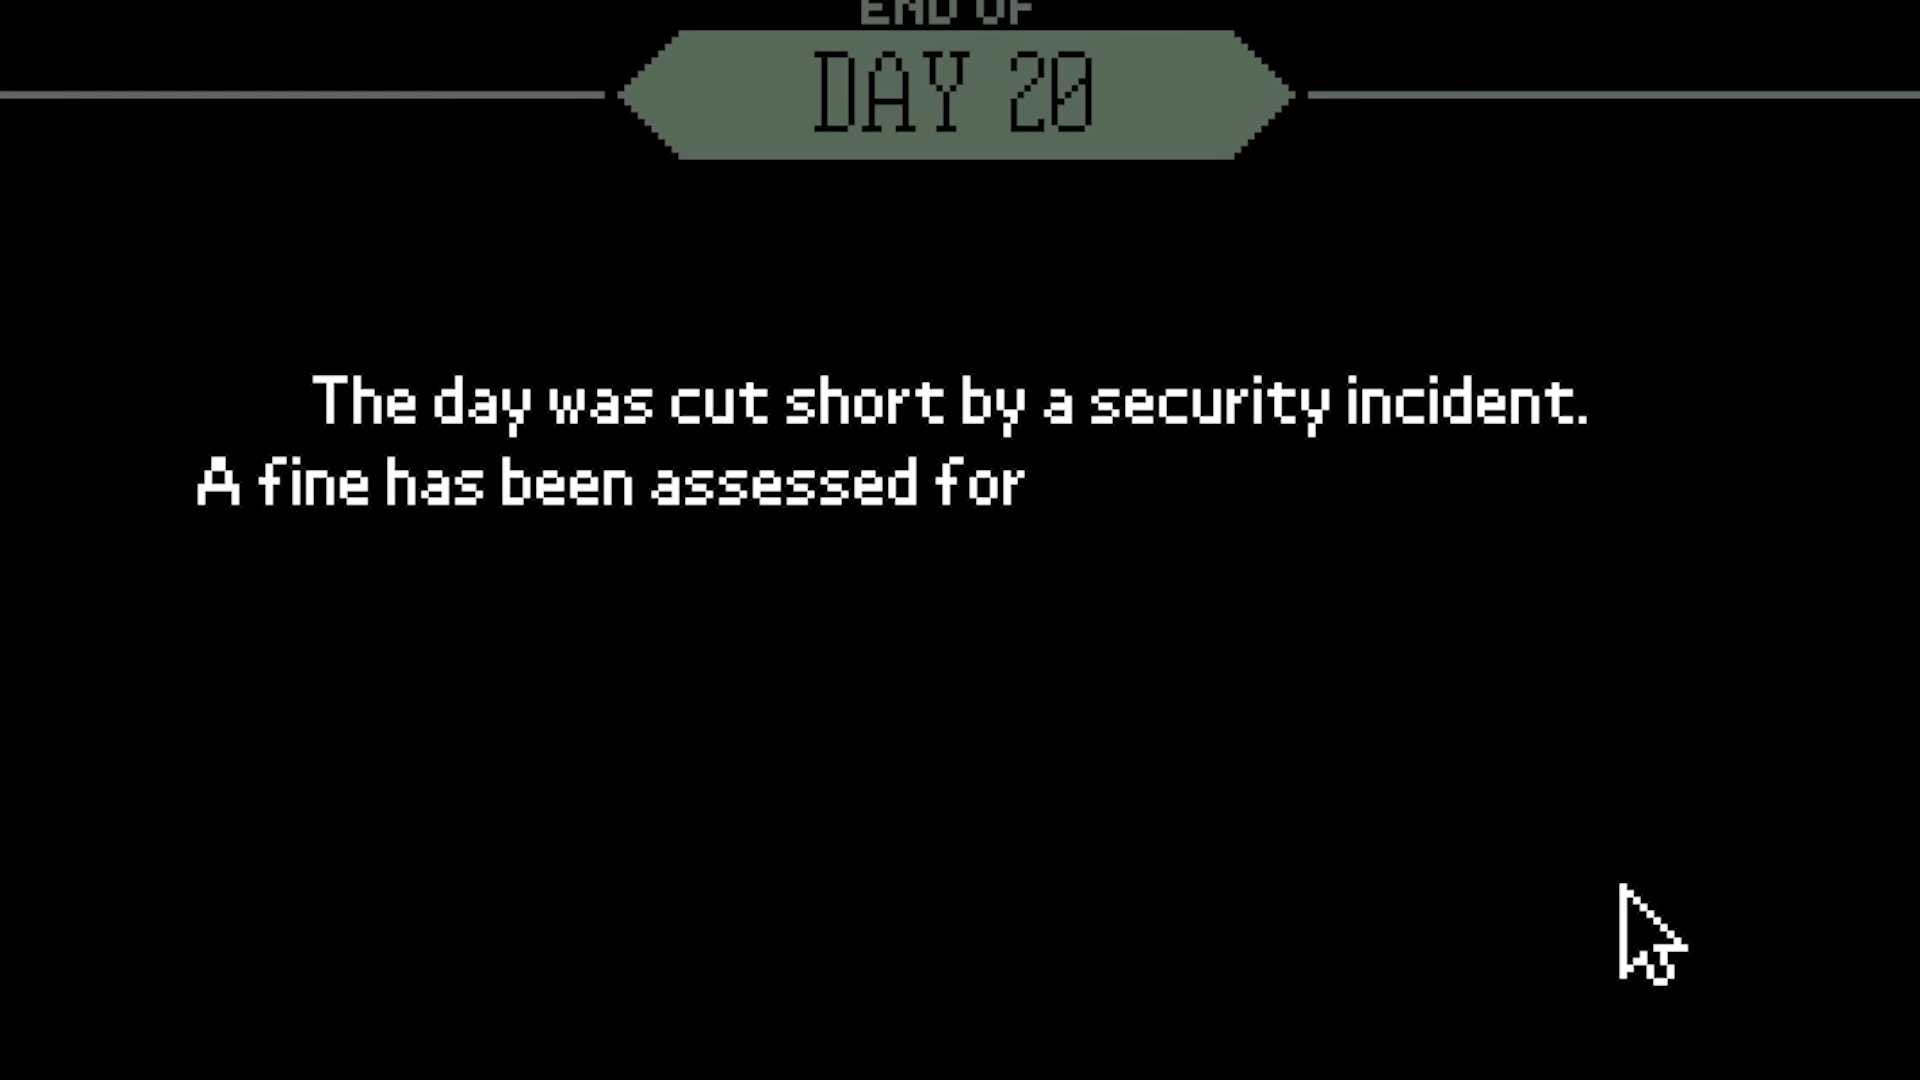 END OF
DAY 20
The day was cut short by a security incident.
A fine has been assessed for